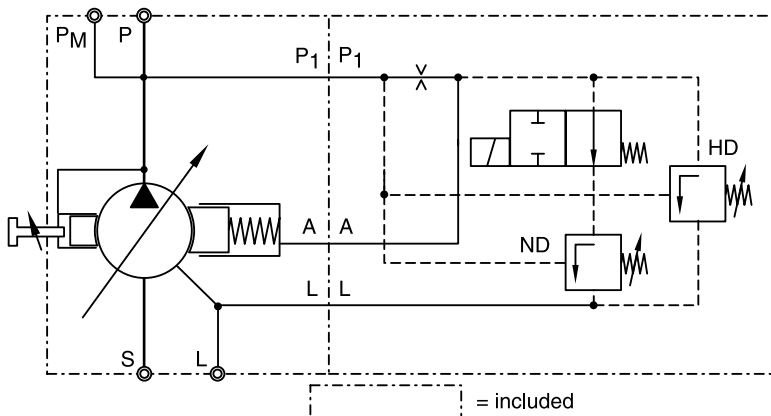 PM P
P1 P1
HD
A A
ND
L L
S L
= included